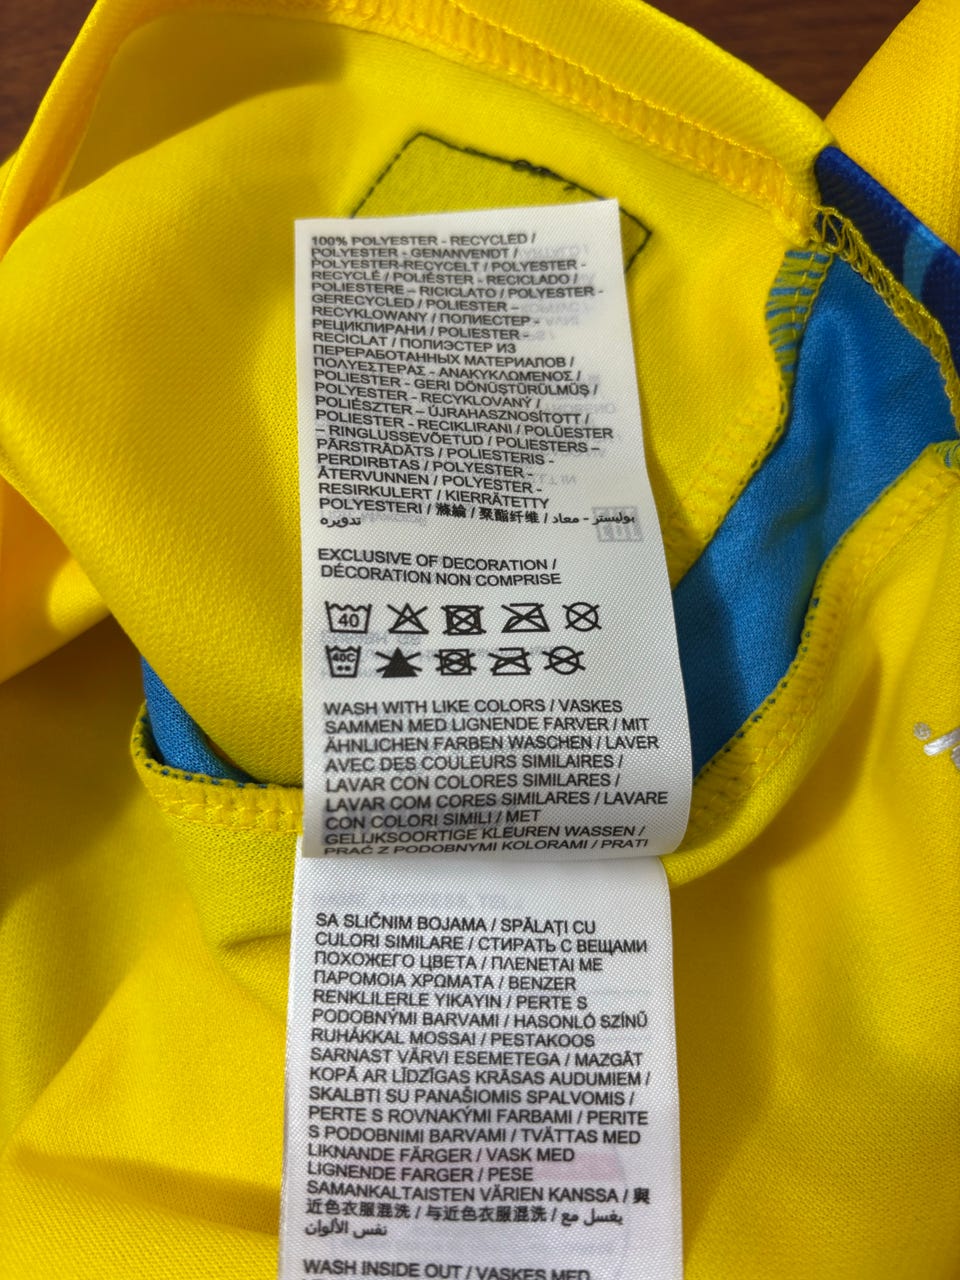 100% POLYESTER - RECYCLED /
POLYESTER - GENANVENDT /
POLYESTER-RECYCELT / POLYESTER -
RECYCLÉ / POLIÉSTER - RECICLADO /
POLIESTERE – RICICLATO / POLYESTER -
GERECYCLED / POLIESTER –
RECYKLOWANY / ПОЛИЕСТЕР -
РЕЦИКЛИРАНИ / POLIESTER -
RECICLAT / ПОЛИЭСТЕР ИЗ
ПЕРЕРАБОТАННЫХ МАТЕРИАЛОВ /
ΠΟΛΥΕΣΤΕΡΑΣ - ΑΝΑΚΥΚΛΩΜΕΝΟΣ /
POLIESTER - GERI DÖNÜŞTÜRÜLMÜŞ /
POLYESTER - RECYKLOVANÝ /
POLIÉSZTER – ÚJRAHASZNOSÍTOTT /
POLIESTER - RECIKLIRANI / POLÜESTER
– RINGLUSSEVÕETUD / POLIESTERS –
PĀRSTRĀDĀTS / POLIESTERIS -
PERDIRBTAS / POLYESTER -
ÅTERVUNNEN / POLYESTER -
RESIRKULERT / KIERRÄTETTY
POLYESTERI / 滌綸 / 聚酯纤维 / بوليستر - معاد
تدويره
EXCLUSIVE OF DECORATION /
DÉCORATION NON COMPRISE
40
40C
WASH WITH LIKE COLORS / VASKES
SAMMEN MED LIGNENDE FARVER / MIT
ÄHNLICHEN FARBEN WASCHEN / LAVER
AVEC DES COULEURS SIMILAIRES /
LAVAR CON COLORES SIMILARES /
LAVAR COM CORES SIMILARES / LAVARE
CON COLORI SIMILI / MET
GELIJKSOORTIGE KLEUREN WASSEN /
PRAĆ Z PODOBNYMI KOLORAMI / PRATI
SA SLIČNIM BOJAMA / SPĂLAȚI CU
CULORI SIMILARE / СТИРАТЬ С ВЕЩАМИ
ПОХОЖЕГО ЦВЕТА / ΠΛΕΝΕΤΑΙ ΜΕ
ΠΑΡΟΜΟΙΑ ΧΡΩΜΑΤΑ / BENZER
RENKLILERLE YIKAYIN / PERTE S
PODOBNÝMI BARVAMI / HASONLÓ SZÍNŰ
RUHÁKKAL MOSSA! / PESTAKOOS
SARNAST VÄRVI ESEMETEGA / MAZGĀT
KOPĀ AR LĪDZĪGAS KRĀSAS AUDUMIEM /
SKALBTI SU PANAŠIOMIS SPALVOMIS /
PERTE S ROVNAKÝMI FARBAMI / PERITE
S PODOBNIMI BARVAMI / TVÄTTAS MED
LIKNANDE FÄRGER / VASK MED
LIGNENDE FARGER / PESE
SAMANKALTAISTEN VÄRIEN KANSSA / 與
近色衣服混洗 / 与近色衣服混洗 / يغسل مع
نفس الألوان
WASH INSIDE OUT / VASKES MED